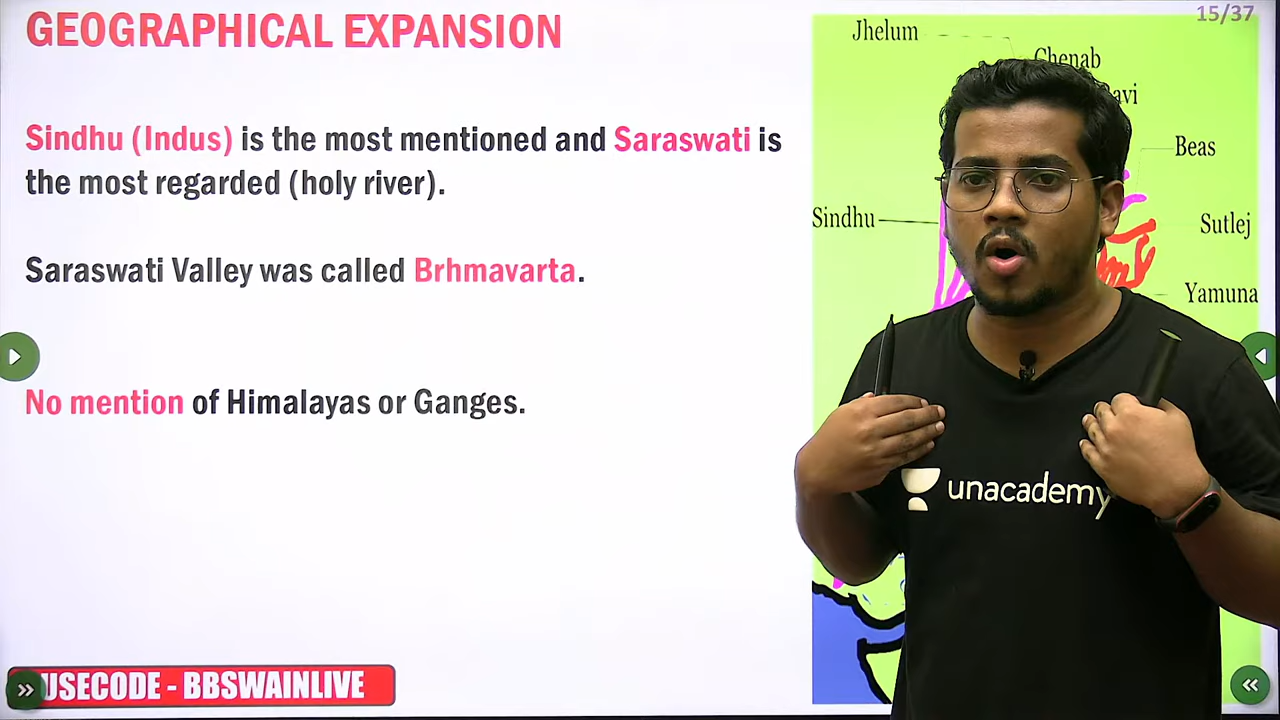 GEOGRAPHICAL EXPANSION
15/37
Sindhu (Indus) is the most mentioned and Saraswati is
the most regarded (holy river).
Saraswati Valley was called Brhmavarta.
No mention of Himalayas or Ganges.
Jhelum
Chenab
Beas
Sindhu
Sutlej
Yamuna
unacademy
USECODE - BBSWAINLIVE